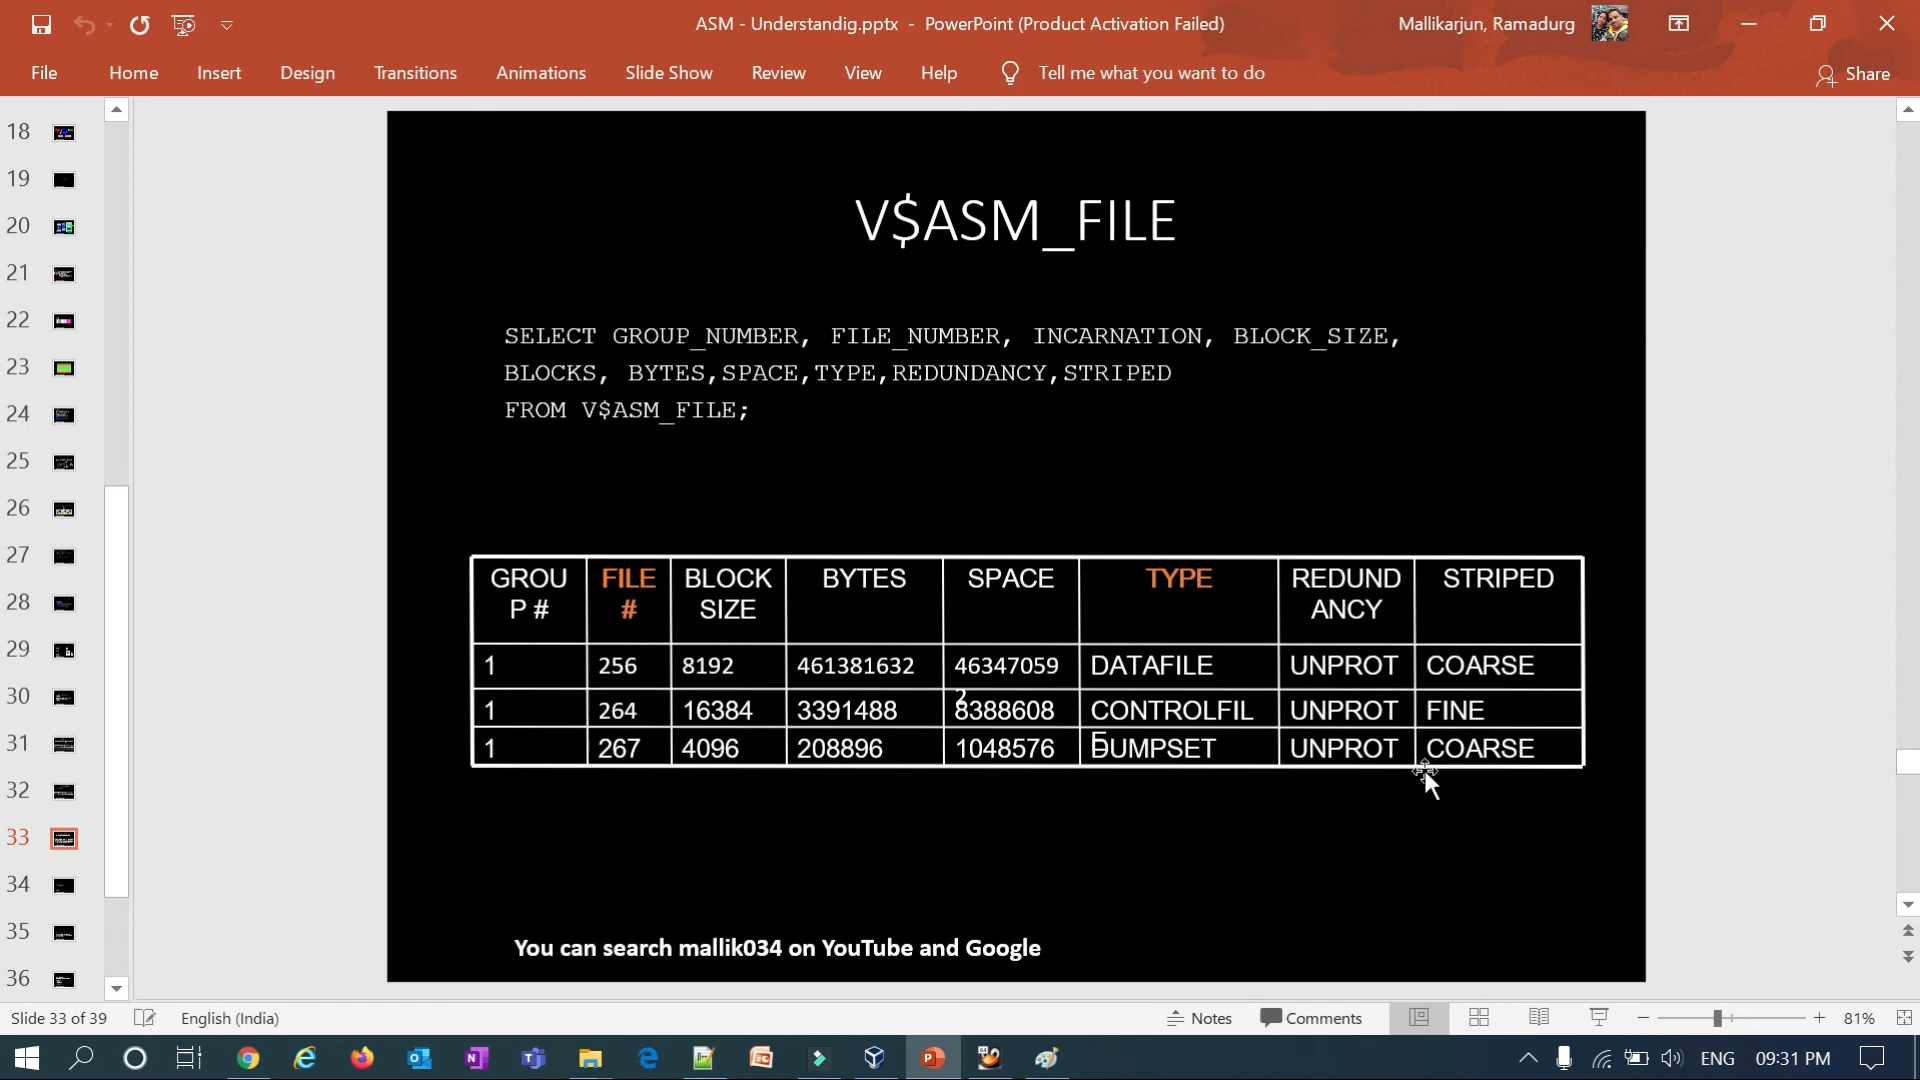 ASM - Understandig.pptx - PowerPoint (Product Activation Failed)
Mallikarjun, Ramadurg
File Home Insert Design Transitions Animations Slide Show Review View Help Tell me what you want to do Share
18
19
20
21
22
23
24
25
26
27
28
29
30
31
32
33
34
35
36
V$ASM_FILE
SELECT GROUP_NUMBER, FILE_NUMBER, INCARNATION, BLOCK_SIZE,
BLOCKS, BYTES,SPACE,TYPE,REDUNDANCY,STRIPED
FROM V$ASM_FILE;
GROU FILE BLOCK BYTES SPACE TYPE REDUND STRIPED
P # # SIZE ANCY
1 256 8192 461381632 46347059 DATAFILE UNPROT COARSE
2
1 264 16384 3391488 8388608 CONTROLFIL UNPROT FINE
E
1 267 4096 208896 1048576 DUMPSET UNPROT COARSE
You can search mallik034 on YouTube and Google
Slide 33 of 39 English (India) Notes Comments 81%
ENG 09:31 PM